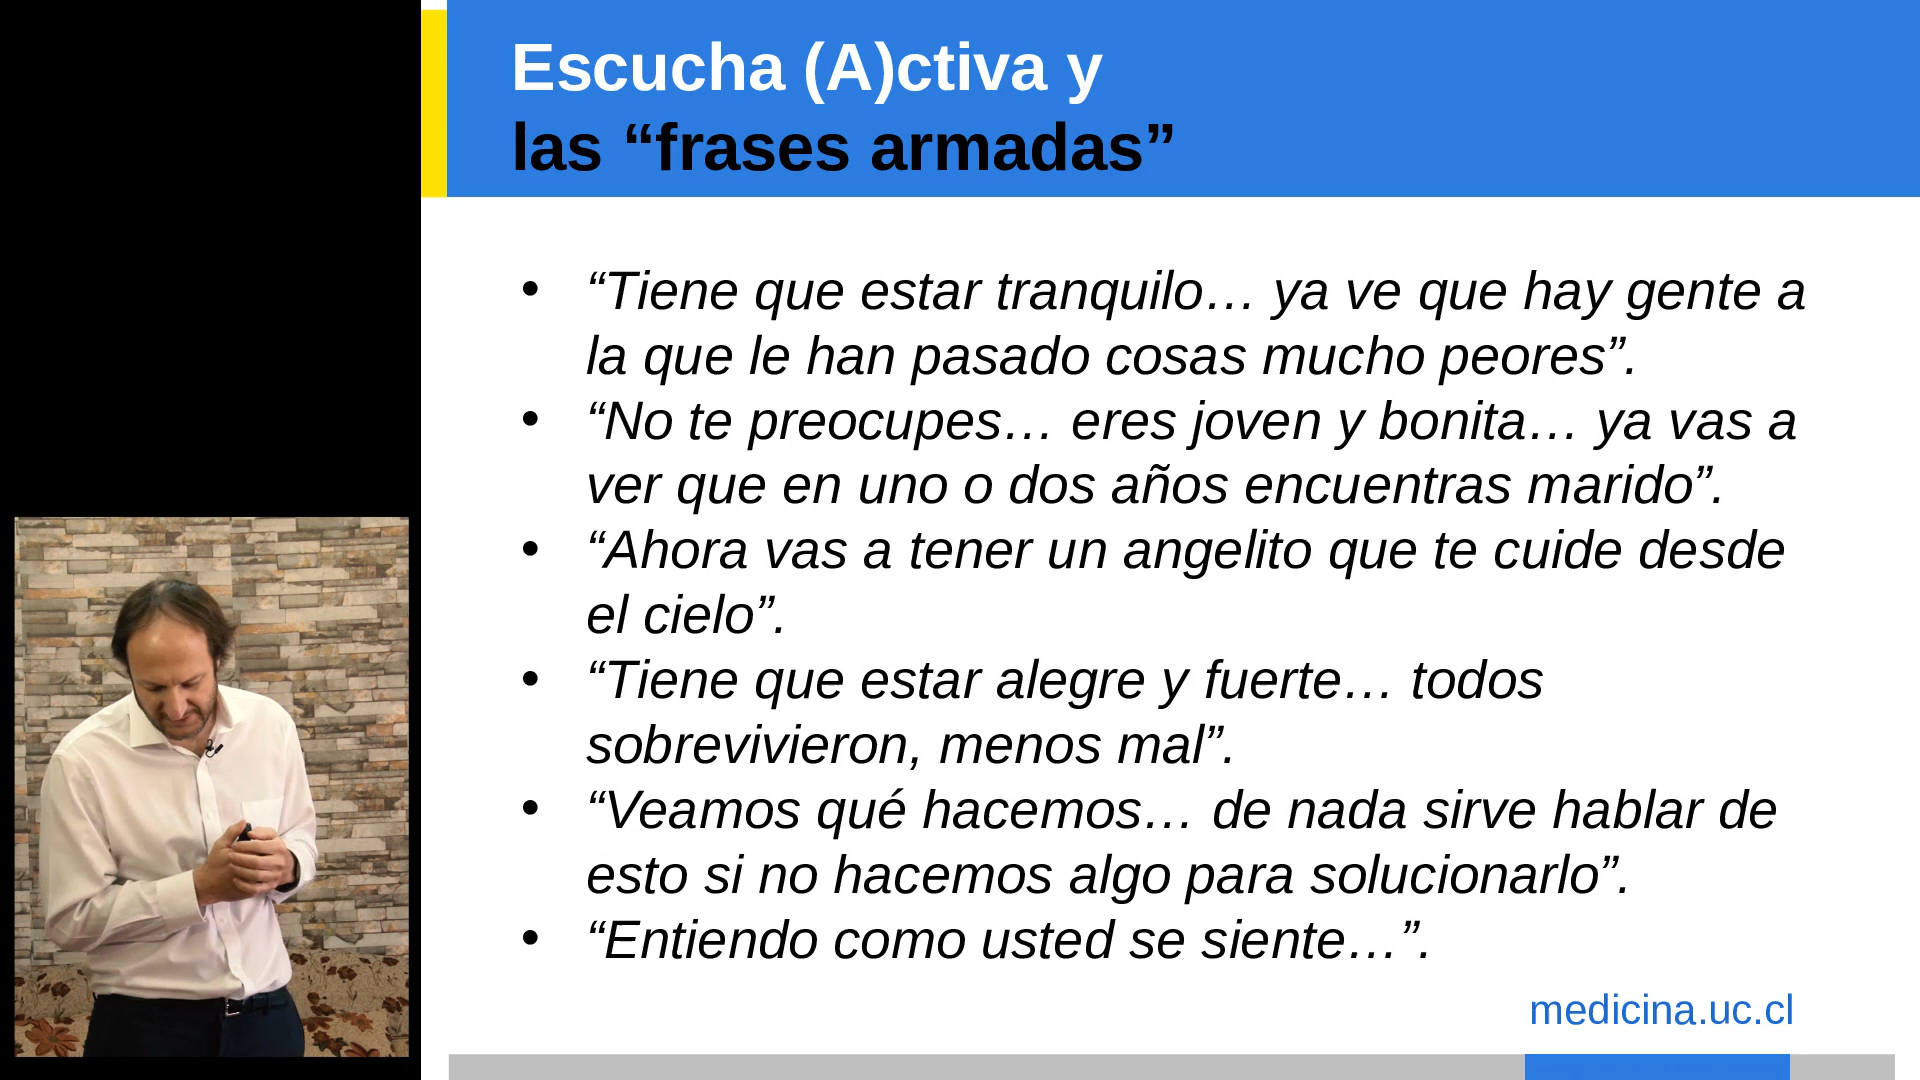 Escucha (A)ctiva y
las “frases armadas”
• “Tiene que estar tranquilo… ya ve que hay gente a
la que le han pasado cosas mucho peores”.
• “No te preocupes… eres joven y bonita… ya vas a
ver que en uno o dos años encuentras marido”.
• “Ahora vas a tener un angelito que te cuide desde
el cielo”.
• “Tiene que estar alegre y fuerte… todos
sobrevivieron, menos mal”.
• “Veamos qué hacemos… de nada sirve hablar de
esto si no hacemos algo para solucionarlo”.
• “Entiendo como usted se siente…”.
medicina.uc.cl